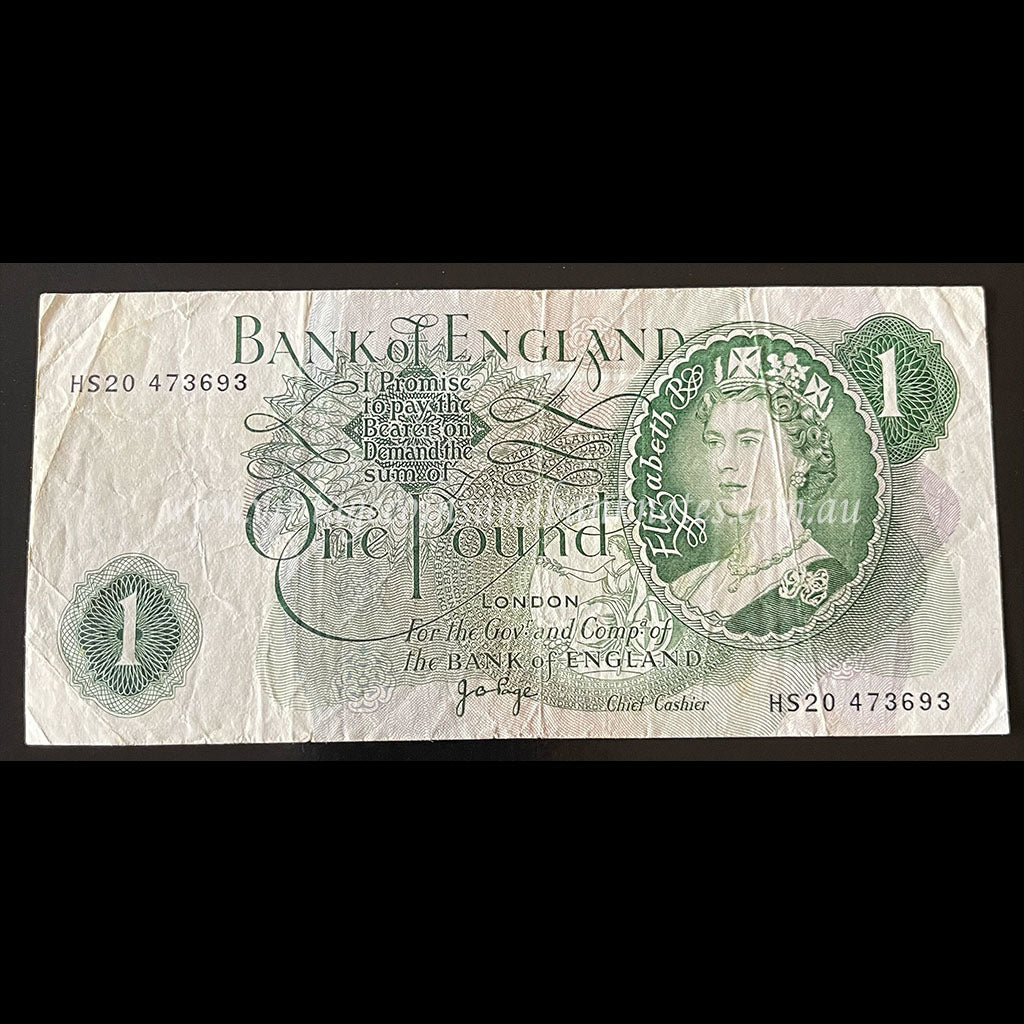 BANK of ENGLAND
HS20 473693
I Promise
to pay the
Bearer on
Demand the
sum of
One Pound
LONDON
For the Govr. and Compa. of
the BANK of ENGLAND
J.B. Page
Chief Cashier
Elizabeth R
1
1
HS20 473693